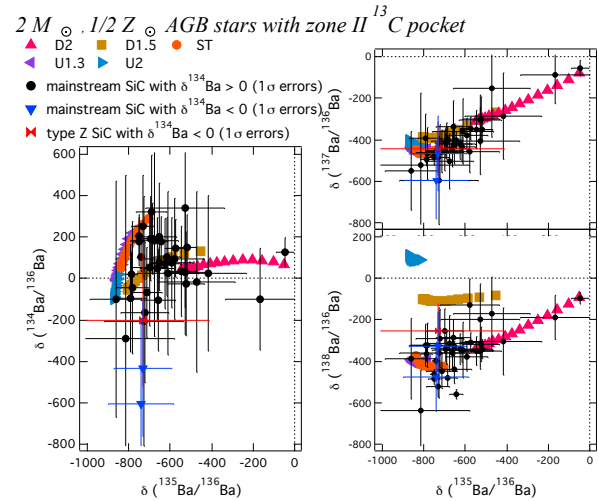 2 M⊙, 1/2 Z⊙ AGB stars with zone II ¹³C pocket
D2 D1.5 ST
U1.3 U2
mainstream SiC with δ¹³⁴Ba > 0 (1σ errors)
mainstream SiC with δ¹³⁴Ba < 0 (1σ errors)
type Z SiC with δ¹³⁴Ba < 0 (1σ errors)
600
400
200
0
-200
-400
-600
-800
δ (¹³⁴Ba/¹³⁶Ba)
-1000 -800 -600 -400 -200 0
δ (¹³⁵Ba/¹³⁶Ba)
0
-200
-400
-600
-800
δ (¹³⁷Ba/¹³⁶Ba)
200
0
-200
-400
-600
-800
δ (¹³⁸Ba/¹³⁶Ba)
-1000 -800 -600 -400 -200 0
δ (¹³⁵Ba/¹³⁶Ba)